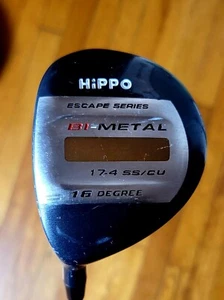 HiPPO
ESCAPE SERIES
BI-METAL
17-4 SS/CU
16 DEGREE